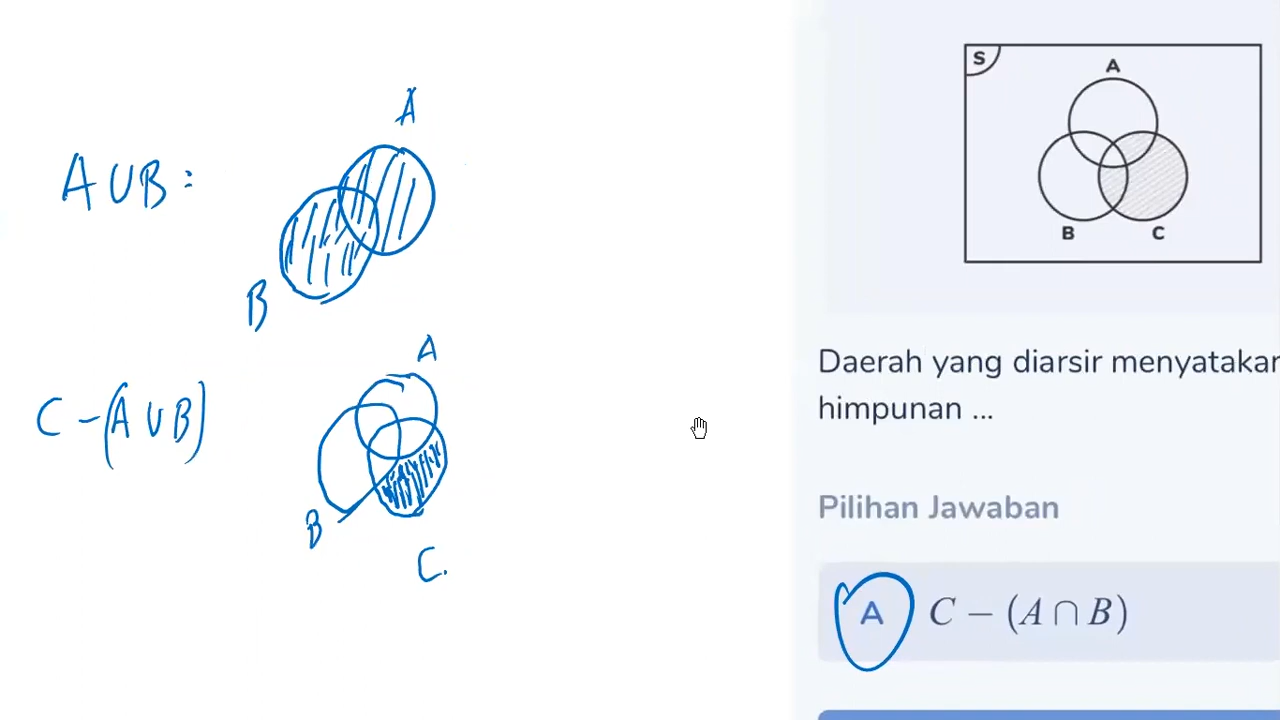 A
A ∪ B :
B
A
C - (A ∪ B)
B
C.
S
A
B C
Daerah yang diarsir menyatakan
himpunan ...
Pilihan Jawaban
A C − (A ∩ B)